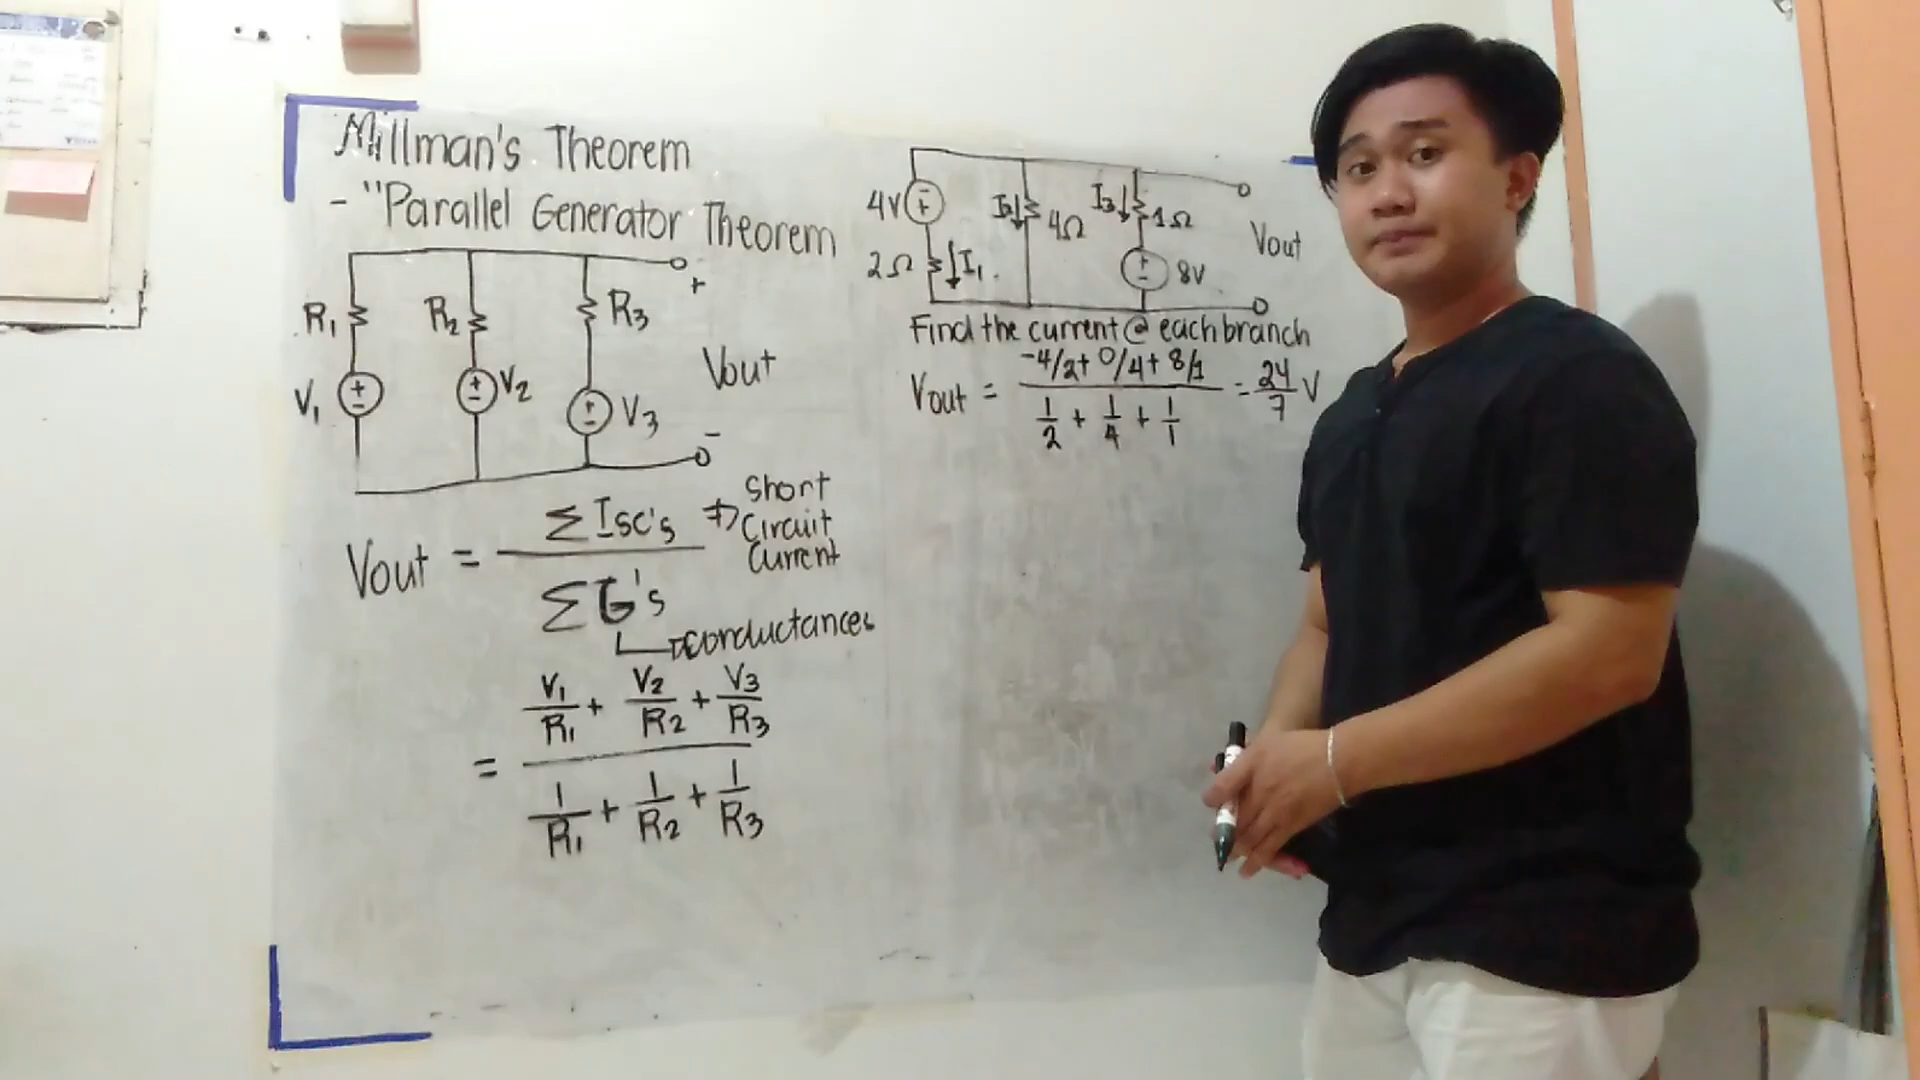 Millman's Theorem
- "Parallel Generator Theorem
R1 R2 R3 +
V1 + - + - V2 + - V3 Vout
-
Vout = ΣIsc's → Short Circuit Current
ΣG's
→ conductances
= V1/R1 + V2/R2 + V3/R3
1/R1 + 1/R2 + 1/R3
4V - + I2↓ 4Ω I3↓ 1Ω
2Ω ↓I1 + - 8V Vout
Find the current @ each branch
Vout = -4/2 + 0/4 + 8/1 = 24/7 V
1/2 + 1/4 + 1/1